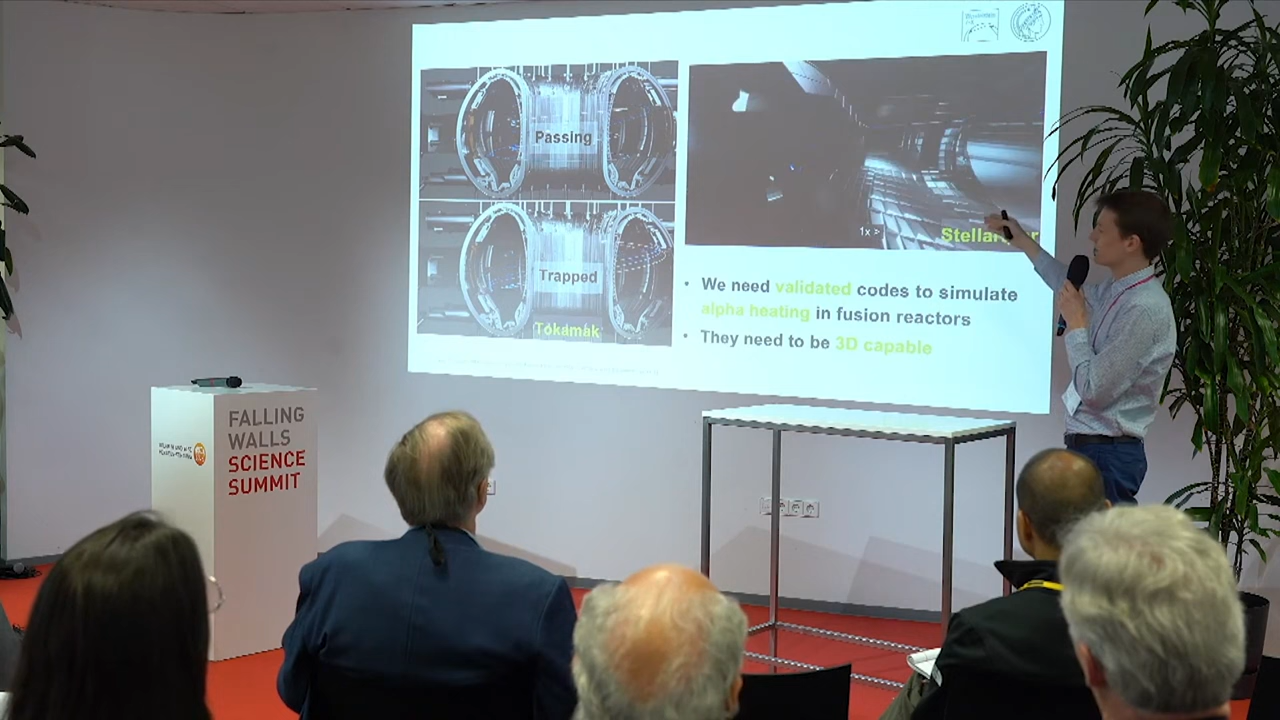 Passing
Trapped
Tokamak
1x >
• We need validated codes to simulate
alpha heating in fusion reactors
• They need to be 3D capable
FALLING
WALLS
SCIENCE
SUMMIT